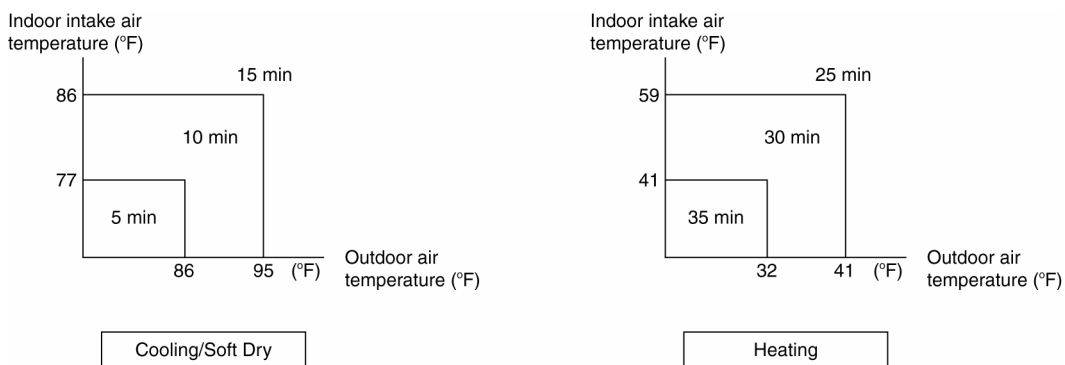 Indoor intake air
temperature (°F)
15 min
86
10 min
77
5 min
86 95 (°F)
Outdoor air
temperature (°F)
Cooling/Soft Dry
Indoor intake air
temperature (°F)
25 min
59
30 min
41
35 min
32 41 (°F)
Outdoor air
temperature (°F)
Heating